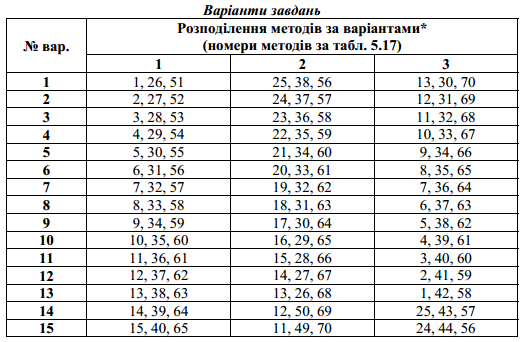 Варіанти завдань
№ вар.
Розподілення методів за варіантами*
(номери методів за табл. 5.17)
1 2 3
1 1, 26, 51 25, 38, 56 13, 30, 70
2 2, 27, 52 24, 37, 57 12, 31, 69
3 3, 28, 53 23, 36, 58 11, 32, 68
4 4, 29, 54 22, 35, 59 10, 33, 67
5 5, 30, 55 21, 34, 60 9, 34, 66
6 6, 31, 56 20, 33, 61 8, 35, 65
7 7, 32, 57 19, 32, 62 7, 36, 64
8 8, 33, 58 18, 31, 63 6, 37, 63
9 9, 34, 59 17, 30, 64 5, 38, 62
10 10, 35, 60 16, 29, 65 4, 39, 61
11 11, 36, 61 15, 28, 66 3, 40, 60
12 12, 37, 62 14, 27, 67 2, 41, 59
13 13, 38, 63 13, 26, 68 1, 42, 58
14 14, 39, 64 12, 50, 69 25, 43, 57
15 15, 40, 65 11, 49, 70 24, 44, 56